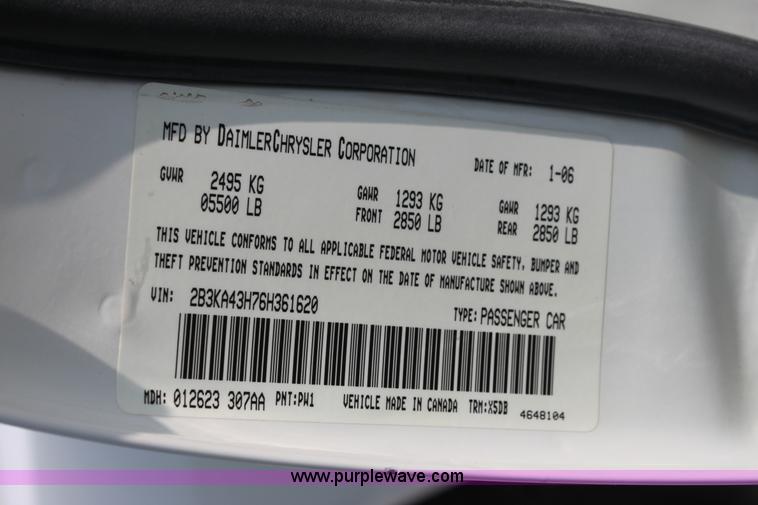 MFD BY DAIMLERCHRYSLER CORPORATION DATE OF MFR: 1-06
GVWR 2495 KG GAWR 1293 KG GAWR 1293 KG
05500 LB FRONT 2850 LB REAR 2850 LB
THIS VEHICLE CONFORMS TO ALL APPLICABLE FEDERAL MOTOR VEHICLE SAFETY, BUMPER AND
THEFT PREVENTION STANDARDS IN EFFECT ON THE DATE OF MANUFACTURE SHOWN ABOVE.
VIN: 2B3KA43H76H361620 TYPE: PASSENGER CAR
MDH: 012623 307AA PNT: PW1 VEHICLE MADE IN CANADA TRM: X5DB 4648104
www.purplewave.com